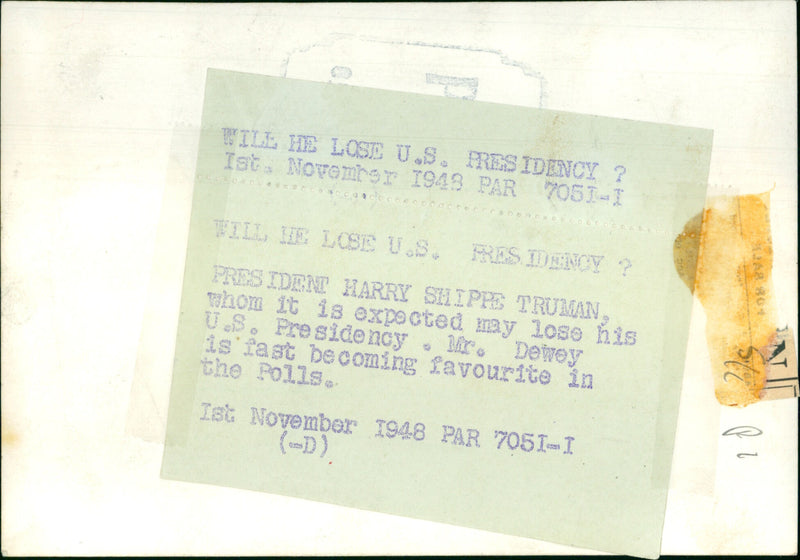 WILL HE LOSE U.S. PRESIDENCY ?
1st. November 1948 PAR 7051-1
WILL HE LOSE U.S. PRESIDENCY ?
PRESIDENT HARRY SHIPPE TRUMAN,
whom it is expected may lose his
U.S. Presidency . Mr. Dewey
is fast becoming favourite in
the Polls.
1st November 1948 PAR 7051-1
(-D)